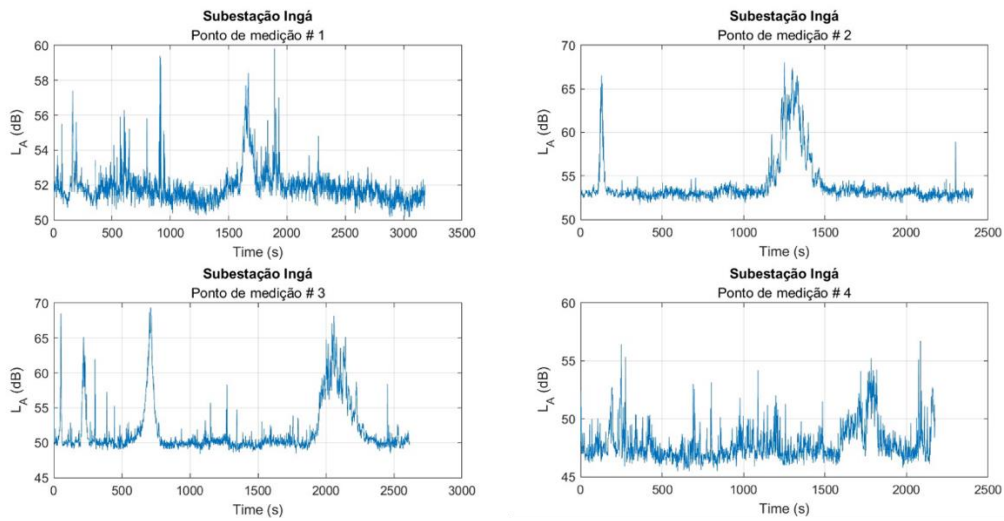 Subestação Ingá
Ponto de medição # 1
60
58
56
54
52
50
L_A (dB)
0 500 1000 1500 2000 2500 3000 3500
Time (s)
Subestação Ingá
Ponto de medição # 2
70
65
60
55
50
L_A (dB)
0 500 1000 1500 2000 2500
Time (s)
Subestação Ingá
Ponto de medição # 3
70
65
60
55
50
45
L_A (dB)
0 500 1000 1500 2000 2500 3000
Time (s)
Subestação Ingá
Ponto de medição # 4
60
55
50
45
L_A (dB)
0 500 1000 1500 2000 2500
Time (s)